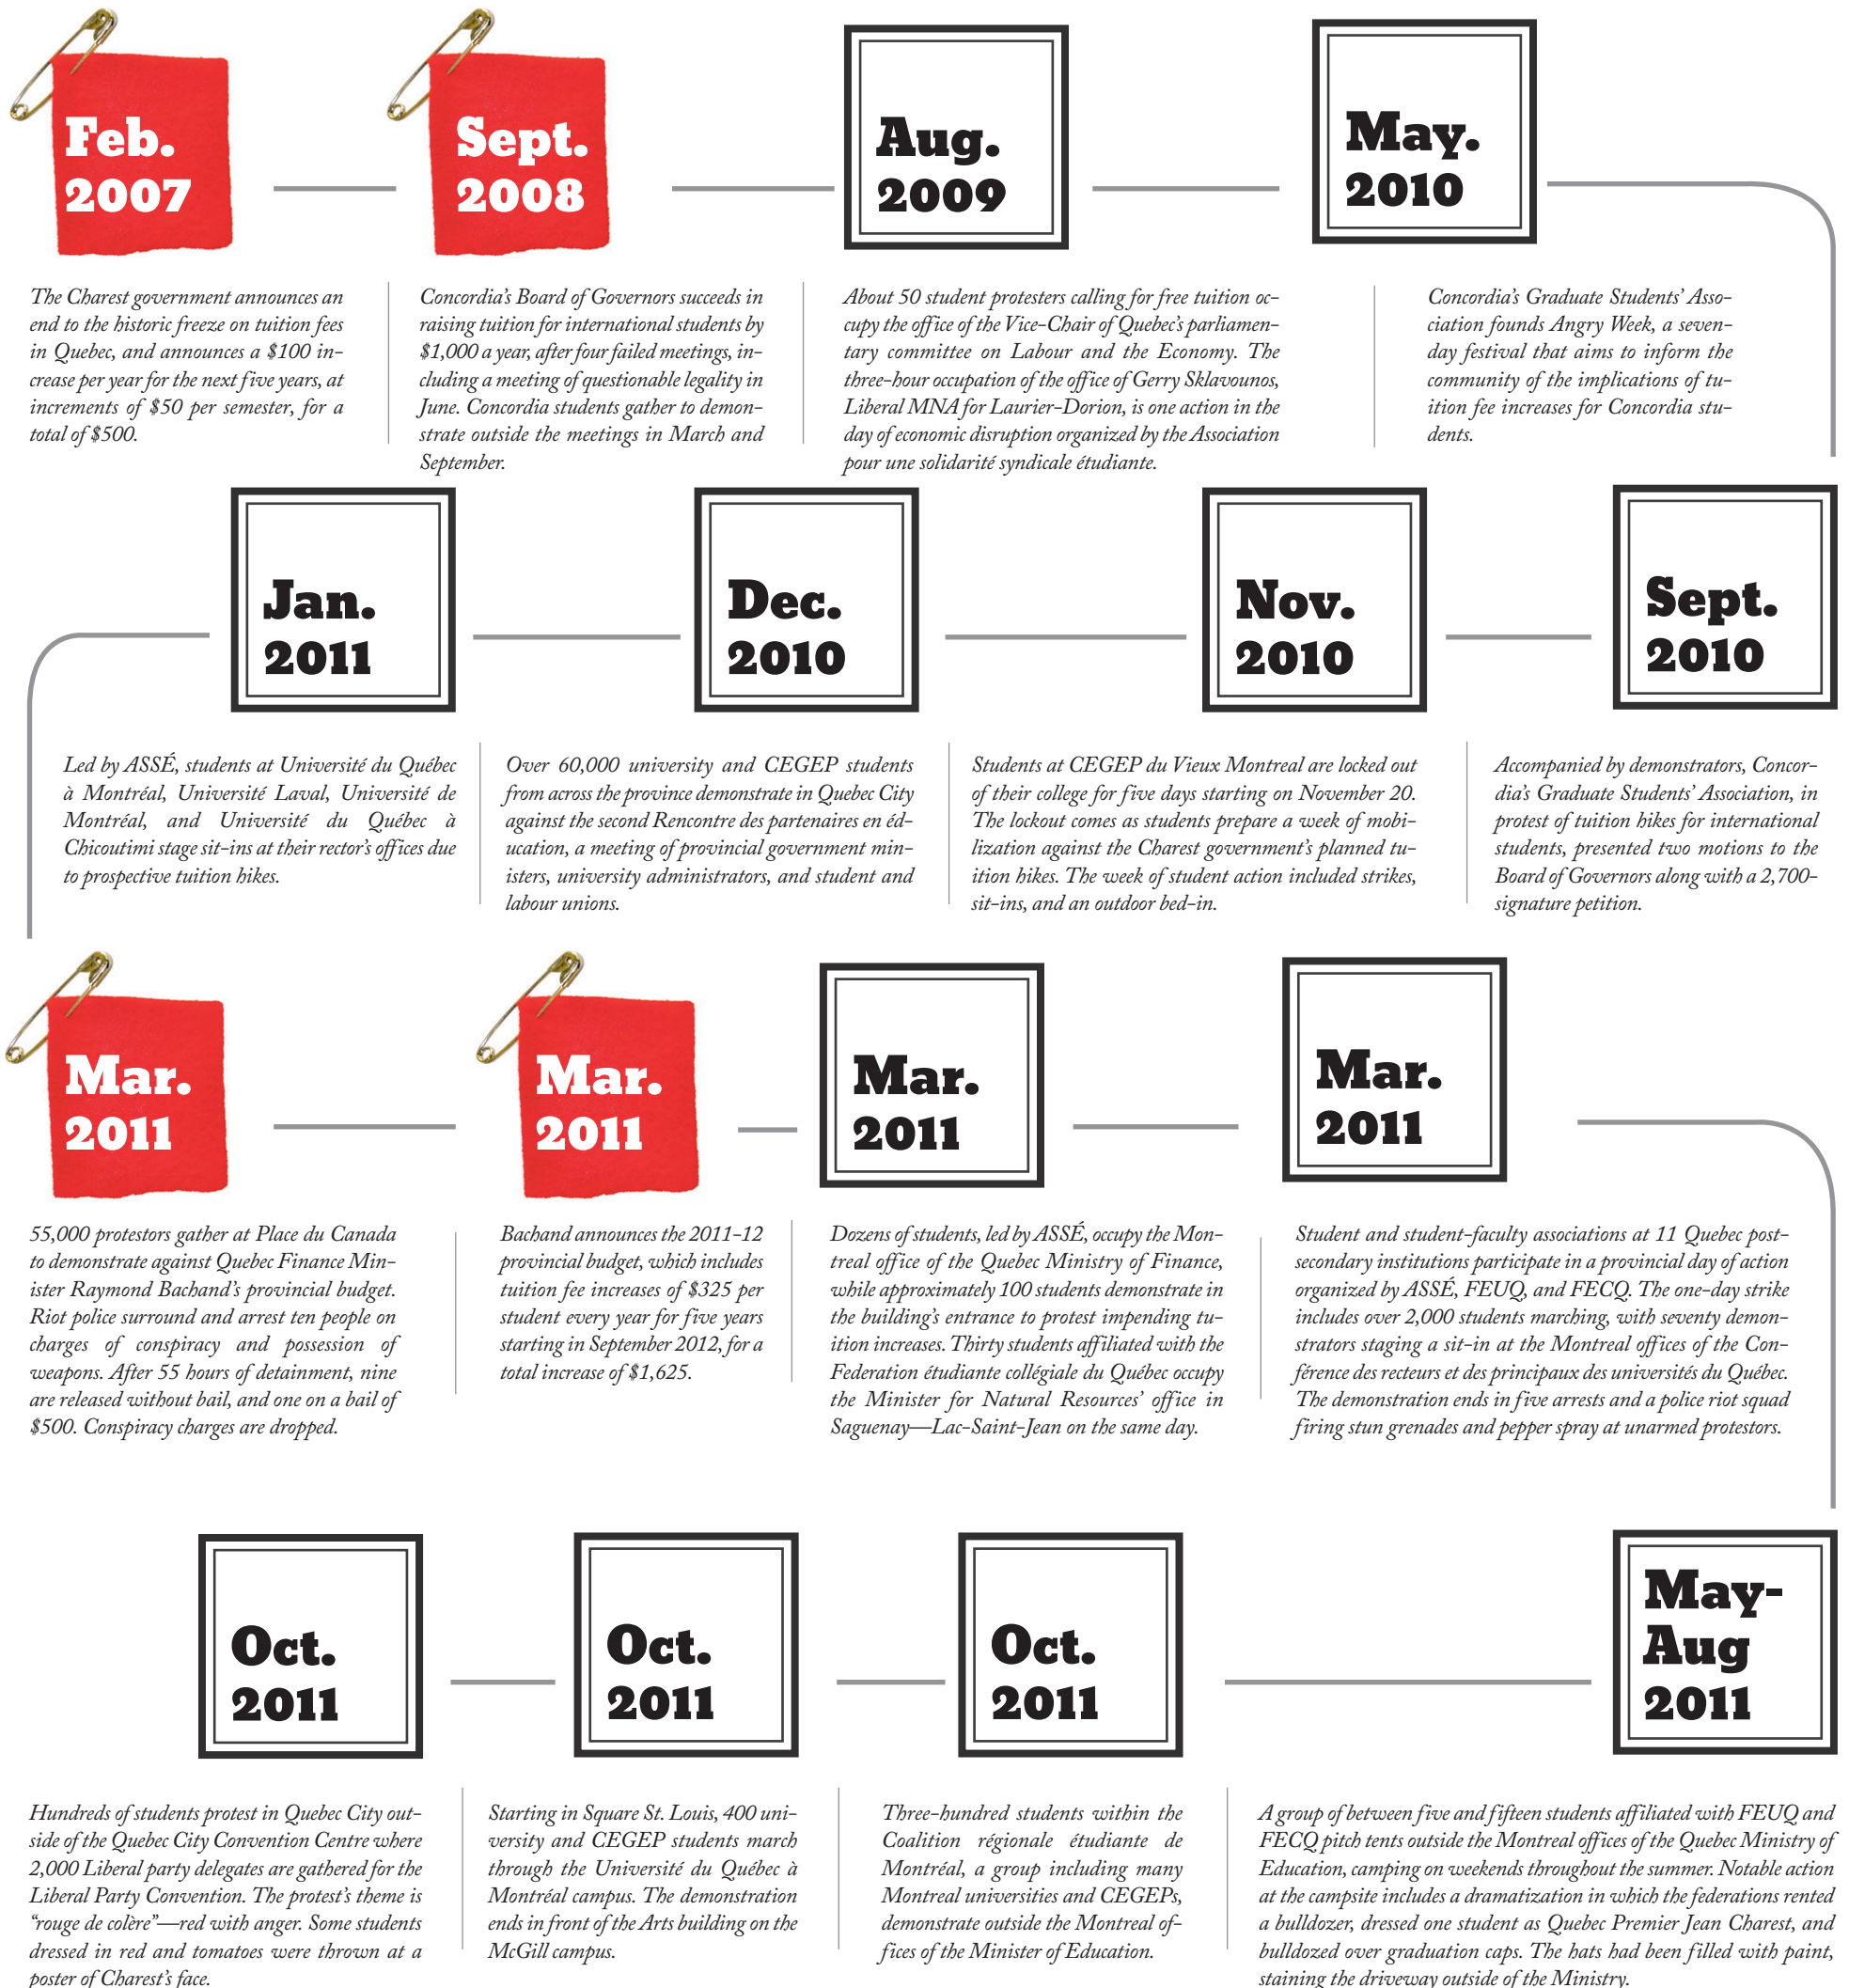 Feb.
2007
The Charest government announces an
end to the historic freeze on tuition fees
in Quebec, and announces a $100 in-
crease per year for the next five years, at
increments of $50 per semester, for a
total of $500.
Sept.
2008
Concordia's Board of Governors succeeds in
raising tuition for international students by
$1,000 a year, after four failed meetings, in-
cluding a meeting of questionable legality in
June. Concordia students gather to demon-
strate outside the meetings in March and
September.
Aug.
2009
About 50 student protesters calling for free tuition oc-
cupy the office of the Vice-Chair of Quebec's parliamen-
tary committee on Labour and the Economy. The
three-hour occupation of the office of Gerry Sklavounos,
Liberal MNA for Laurier-Dorion, is one action in the
day of economic disruption organized by the Association
pour une solidarité syndicale étudiante.
May.
2010
Concordia's Graduate Students' Asso-
ciation founds Angry Week, a seven-
day festival that aims to inform the
community of the implications of tu-
ition fee increases for Concordia stu-
dents.
Jan.
2011
Led by ASSÉ, students at Université du Québec
à Montréal, Université Laval, Université de
Montréal, and Université du Québec à
Chicoutimi stage sit-ins at their rector's offices due
to prospective tuition hikes.
Dec.
2010
Over 60,000 university and CEGEP students
from across the province demonstrate in Quebec City
against the second Rencontre des partenaires en éd-
ucation, a meeting of provincial government min-
isters, university administrators, and student and
labour unions.
Nov.
2010
Students at CEGEP du Vieux Montreal are locked out
of their college for five days starting on November 20.
The lockout comes as students prepare a week of mobi-
lization against the Charest government's planned tu-
ition hikes. The week of student action included strikes,
sit-ins, and an outdoor bed-in.
Sept.
2010
Accompanied by demonstrators, Concor-
dia's Graduate Students' Association, in
protest of tuition hikes for international
students, presented two motions to the
Board of Governors along with a 2,700-
signature petition.
Mar.
2011
55,000 protestors gather at Place du Canada
to demonstrate against Quebec Finance Min-
ister Raymond Bachand's provincial budget.
Riot police surround and arrest ten people on
charges of conspiracy and possession of
weapons. After 55 hours of detainment, nine
are released without bail, and one on a bail of
$500. Conspiracy charges are dropped.
Mar.
2011
Bachand announces the 2011-12
provincial budget, which includes
tuition fee increases of $325 per
student every year for five years
starting in September 2012, for a
total increase of $1,625.
Mar.
2011
Dozens of students, led by ASSÉ, occupy the Mon-
treal office of the Quebec Ministry of Finance,
while approximately 100 students demonstrate in
the building's entrance to protest impending tu-
ition increases. Thirty students affiliated with the
Federation étudiante collégiale du Québec occupy
the Minister for Natural Resources' office in
Saguenay—Lac-Saint-Jean on the same day.
Mar.
2011
Student and student-faculty associations at 11 Quebec post-
secondary institutions participate in a provincial day of action
organized by ASSÉ, FEUQ, and FECQ. The one-day strike
includes over 2,000 students marching, with seventy demon-
strators staging a sit-in at the Montreal offices of the Con-
férence des recteurs et des principaux des universités du Québec.
The demonstration ends in five arrests and a police riot squad
firing stun grenades and pepper spray at unarmed protestors.
Oct.
2011
Hundreds of students protest in Quebec City out-
side of the Quebec City Convention Centre where
2,000 Liberal party delegates are gathered for the
Liberal Party Convention. The protest's theme is
“rouge de colère”—red with anger. Some students
dressed in red and tomatoes were thrown at a
poster of Charest's face.
Oct.
2011
Starting in Square St. Louis, 400 uni-
versity and CEGEP students march
through the Université du Québec à
Montréal campus. The demonstration
ends in front of the Arts building on the
McGill campus.
Oct.
2011
Three-hundred students within the
Coalition régionale étudiante de
Montréal, a group including many
Montreal universities and CEGEPs,
demonstrate outside the Montreal of-
fices of the Minister of Education.
May-
Aug
2011
A group of between five and fifteen students affiliated with FEUQ and
FECQ pitch tents outside the Montreal offices of the Quebec Ministry of
Education, camping on weekends throughout the summer. Notable action
at the campsite includes a dramatization in which the federations rented
a bulldozer, dressed one student as Quebec Premier Jean Charest, and
bulldozed over graduation caps. The hats had been filled with paint,
staining the driveway outside of the Ministry.